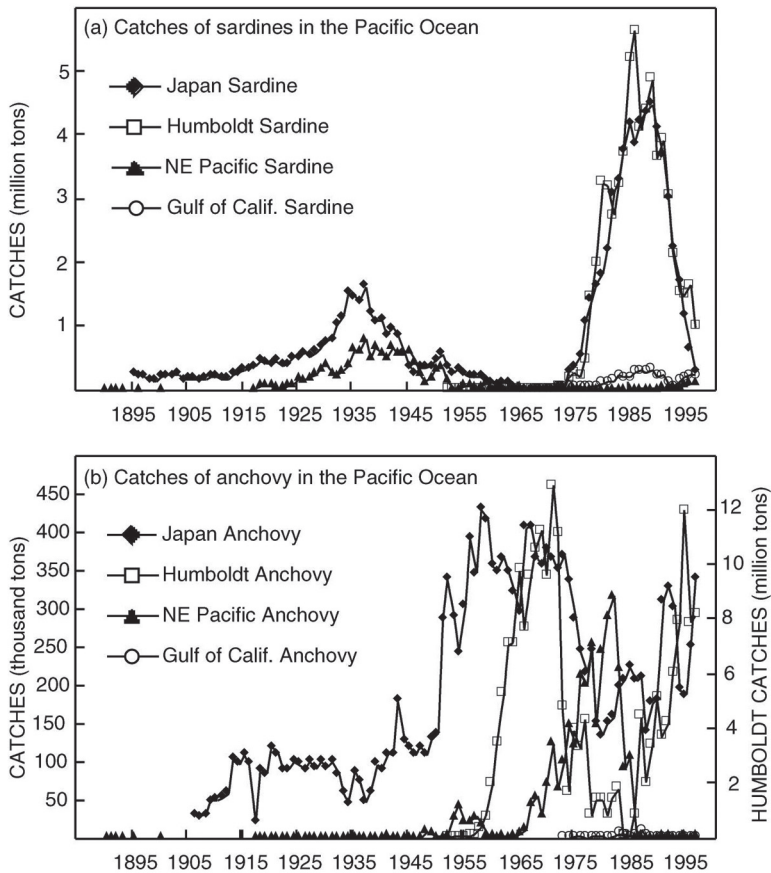 (a) Catches of sardines in the Pacific Ocean
CATCHES (million tons)
5
4
3
2
1
Japan Sardine
Humboldt Sardine
NE Pacific Sardine
Gulf of Calif. Sardine
1895 1905 1915 1925 1935 1945 1955 1965 1975 1985 1995
(b) Catches of anchovy in the Pacific Ocean
CATCHES (thousand tons)
450
400
350
300
250
200
150
100
50
Japan Anchovy
Humboldt Anchovy
NE Pacific Anchovy
Gulf of Calif. Anchovy
12
10
8
6
4
2
HUMBOLDT CATCHES (million tons)
1895 1905 1915 1925 1935 1945 1955 1965 1975 1985 1995